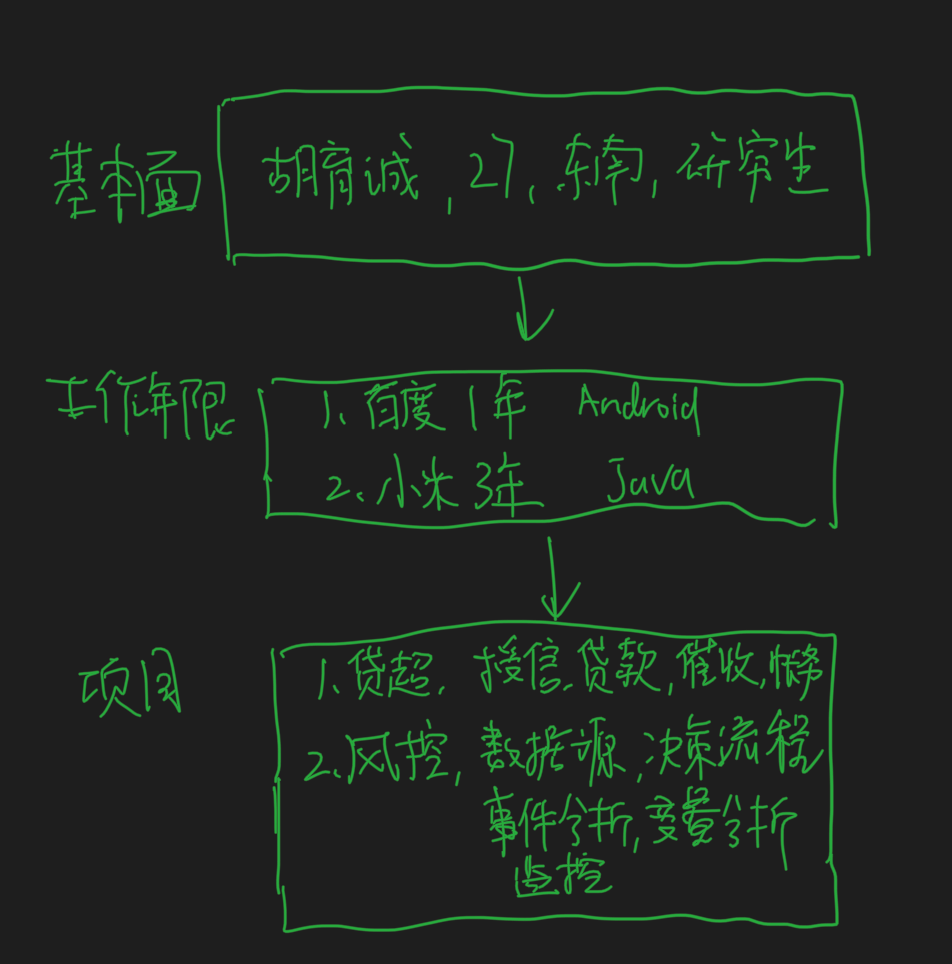 基本面
胡育诚, 27, 东南, 研究生
工作年限
1、百度 1年 Android
2、小米 3年 Java
项目
1、贷超, 授信, 贷款, 催收, 帐务
2、风控, 数据源, 决策流程
事件分析, 变量分析
监控